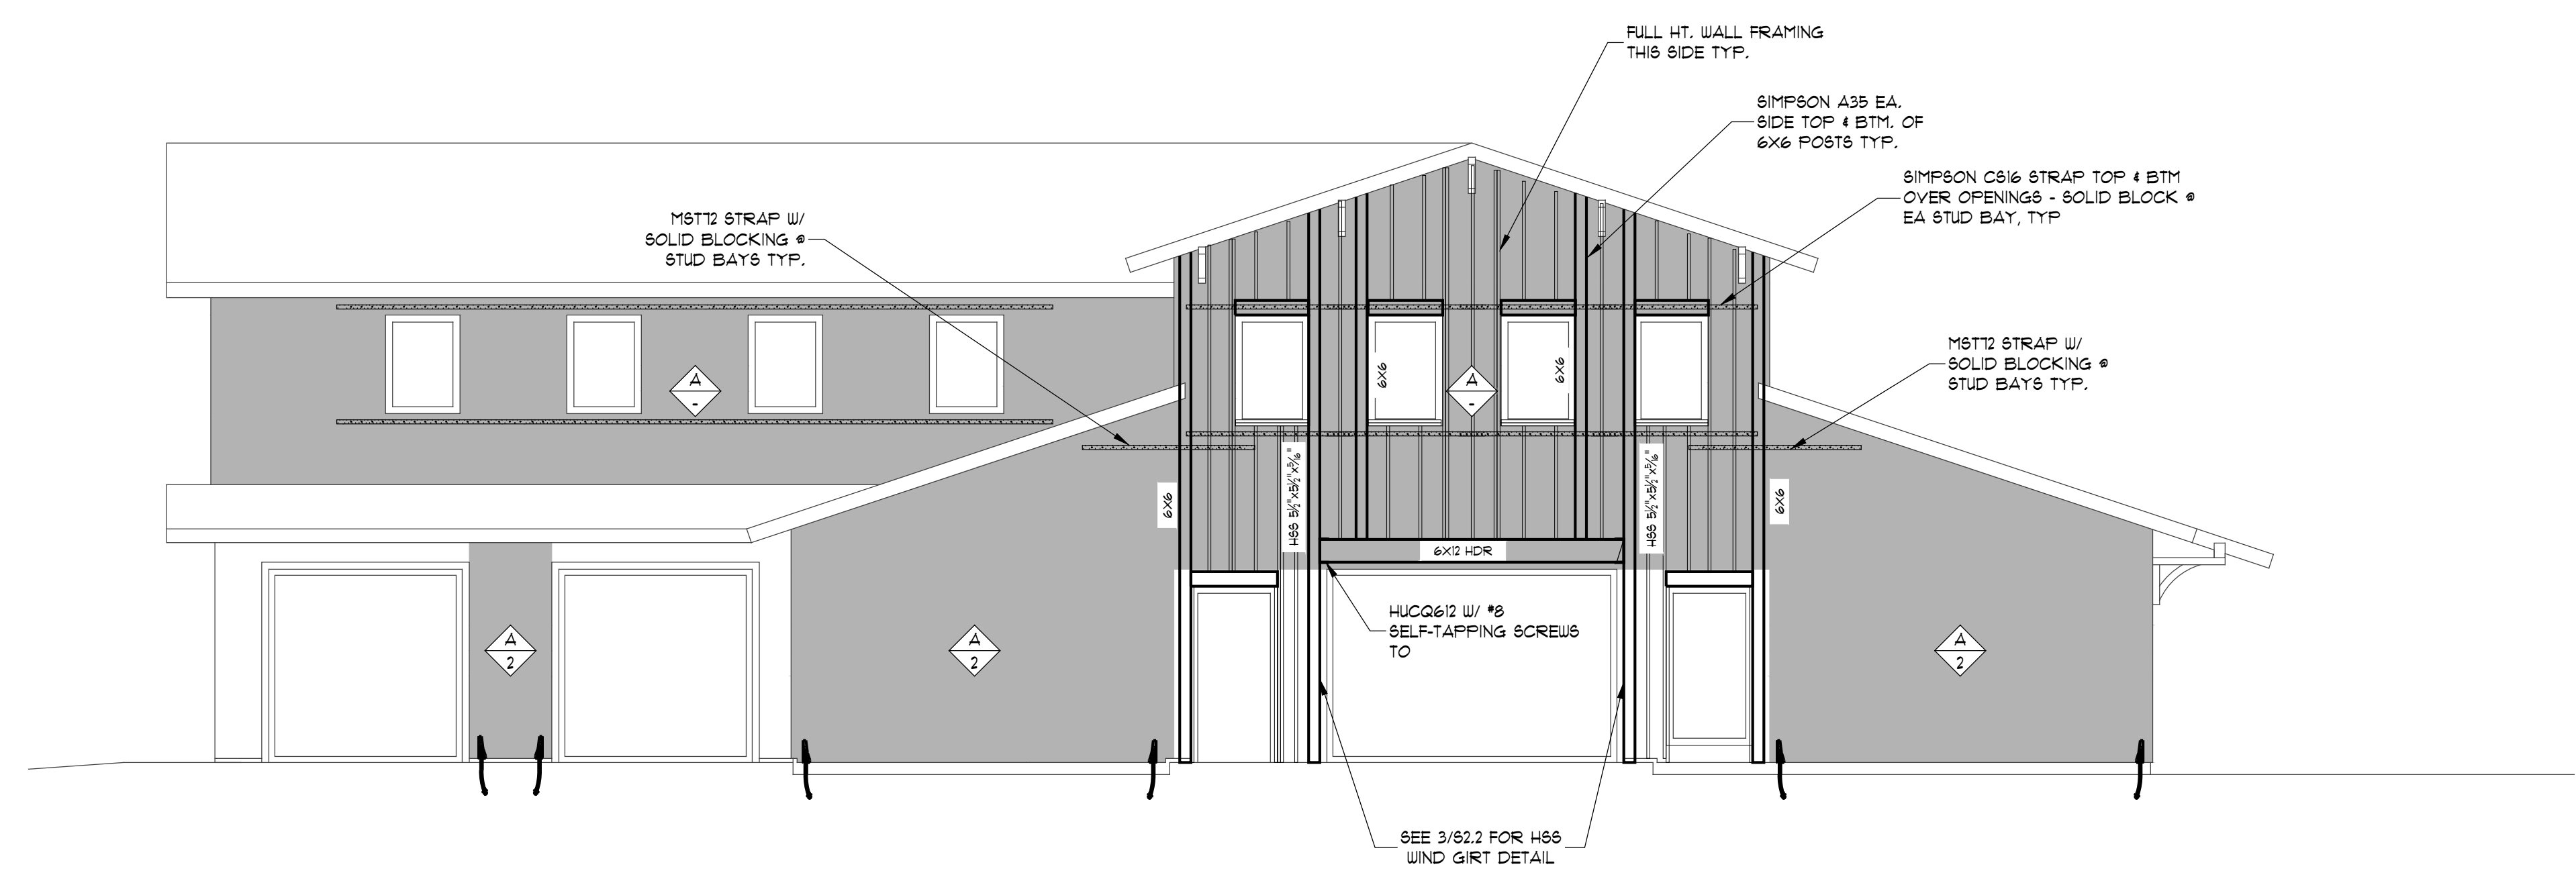 FULL HT. WALL FRAMING
THIS SIDE TYP.
SIMPSON A35 EA.
SIDE TOP & BTM. OF
6X6 POSTS TYP.
SIMPSON CS16 STRAP TOP & BTM
OVER OPENINGS - SOLID BLOCK @
EA STUD BAY, TYP
MST72 STRAP W/
SOLID BLOCKING @
STUD BAYS TYP.
MST72 STRAP W/
SOLID BLOCKING @
STUD BAYS TYP.
A
-
6X6
A
-
6X6
6X6
HSS 5½"x5½"x5⁄16"
HSS 5½"x5½"x5⁄16"
6X6
6X12 HDR
HUCQ612 W/ #8
SELF-TAPPING SCREWS
TO
A
2
A
2
A
2
SEE 3/S2.2 FOR HSS
WIND GIRT DETAIL